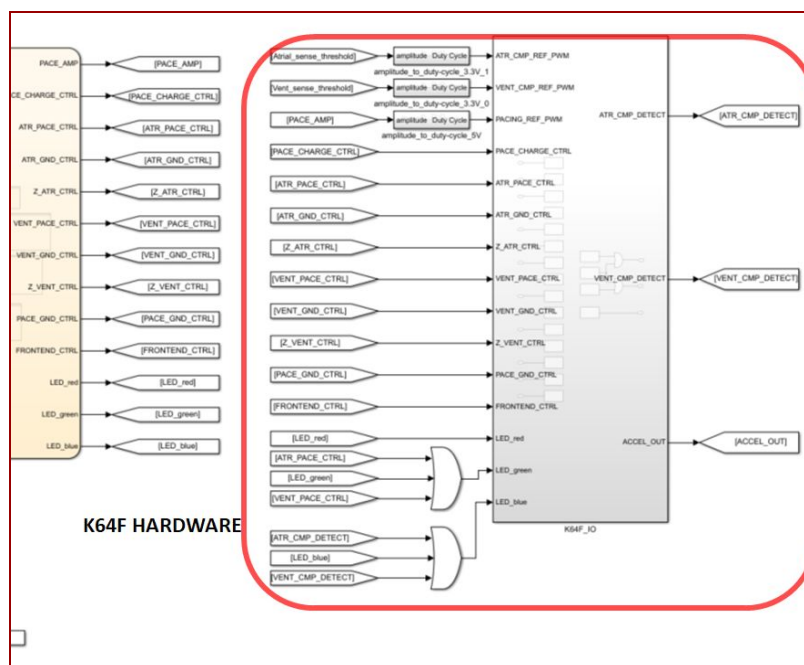 PACE_AMP
[PACE_AMP]
CE_CHARGE_CTRL
[PACE_CHARGE_CTRL]
ATR_PACE_CTRL
[ATR_PACE_CTRL]
ATR_GND_CTRL
[ATR_GND_CTRL]
Z_ATR_CTRL
[Z_ATR_CTRL]
VENT_PACE_CTRL
[VENT_PACE_CTRL]
VENT_GND_CTRL
[VENT_GND_CTRL]
Z_VENT_CTRL
[Z_VENT_CTRL]
PACE_GND_CTRL
[PACE_GND_CTRL]
FRONTEND_CTRL
[FRONTEND_CTRL]
LED_red
[LED_red]
LED_green
[LED_green]
LED_blue
[LED_blue]
K64F HARDWARE
[Atrial_sense_threshold]
amplitude Duty Cycle
amplitude_to_duty-cycle_3.3V_1
ATR_CMP_REF_PWM
[Vent_sense_threshold]
amplitude Duty Cycle
amplitude_to_duty-cycle_3.3V_0
VENT_CMP_REF_PWM
[PACE_AMP]
amplitude Duty Cycle
amplitude_to_duty-cycle_5V
PACING_REF_PWM
[PACE_CHARGE_CTRL]
PACE_CHARGE_CTRL
[ATR_PACE_CTRL]
ATR_PACE_CTRL
[ATR_GND_CTRL]
ATR_GND_CTRL
[Z_ATR_CTRL]
Z_ATR_CTRL
[VENT_PACE_CTRL]
VENT_PACE_CTRL
[VENT_GND_CTRL]
VENT_GND_CTRL
[Z_VENT_CTRL]
Z_VENT_CTRL
[PACE_GND_CTRL]
PACE_GND_CTRL
[FRONTEND_CTRL]
FRONTEND_CTRL
[LED_red]
LED_red
[ATR_PACE_CTRL]
[LED_green]
[VENT_PACE_CTRL]
LED_green
[ATR_CMP_DETECT]
[LED_blue]
[VENT_CMP_DETECT]
LED_blue
ATR_CMP_DETECT
[ATR_CMP_DETECT]
VENT_CMP_DETECT
[VENT_CMP_DETECT]
ACCEL_OUT
[ACCEL_OUT]
K64F_IO